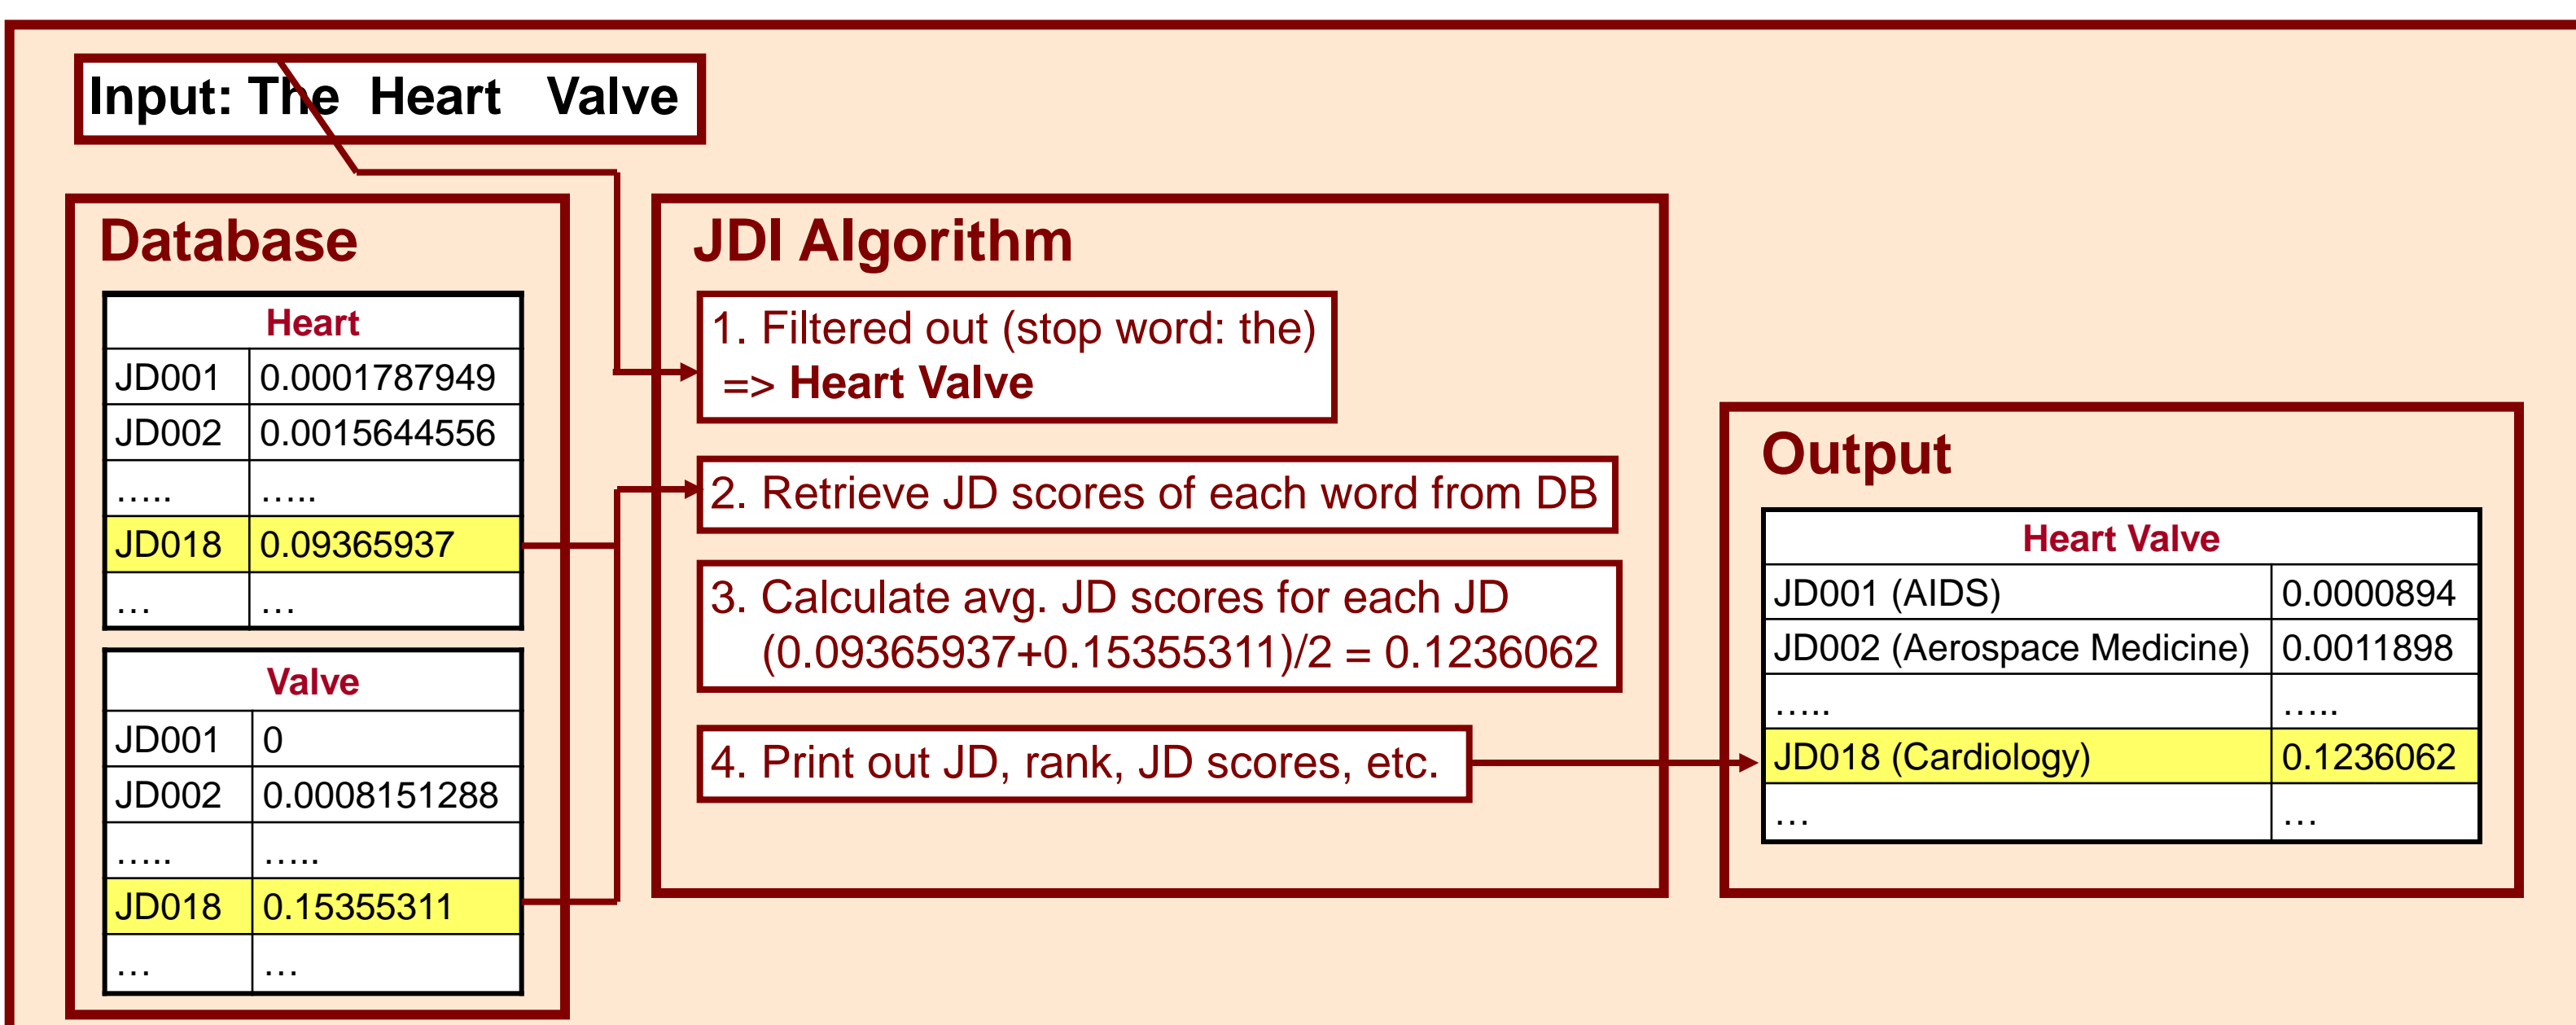 Input: The Heart Valve
Database
Heart
JD001 0.0001787949
JD002 0.0015644556
….. …..
JD018 0.09365937
… …
Valve
JD001 0
JD002 0.0008151288
….. …..
JD018 0.15355311
… …
JDI Algorithm
1. Filtered out (stop word: the)
=> Heart Valve
2. Retrieve JD scores of each word from DB
3. Calculate avg. JD scores for each JD
(0.09365937+0.15355311)/2 = 0.1236062
4. Print out JD, rank, JD scores, etc.
Output
Heart Valve
JD001 (AIDS) 0.0000894
JD002 (Aerospace Medicine) 0.0011898
….. …..
JD018 (Cardiology) 0.1236062
… …